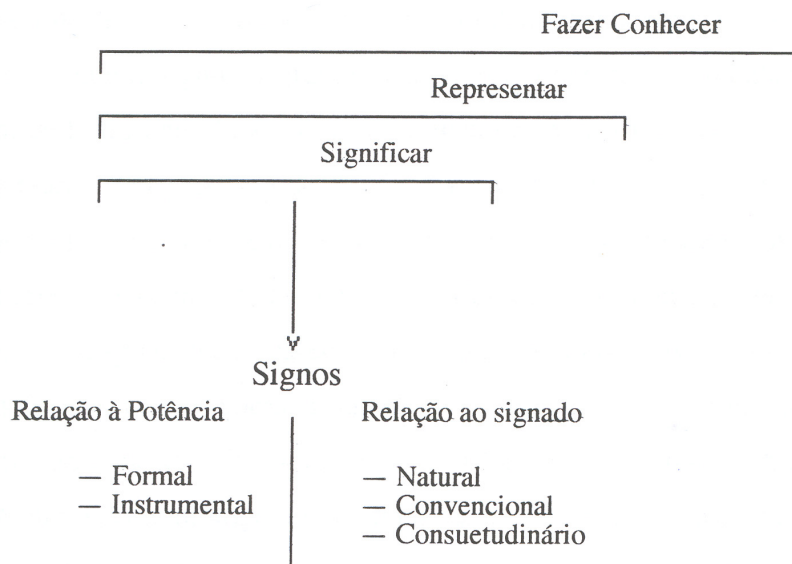 Fazer Conhecer
Representar
Significar
Signos
Relação à Potência
— Formal
— Instrumental
Relação ao signado
— Natural
— Convencional
— Consuetudinário